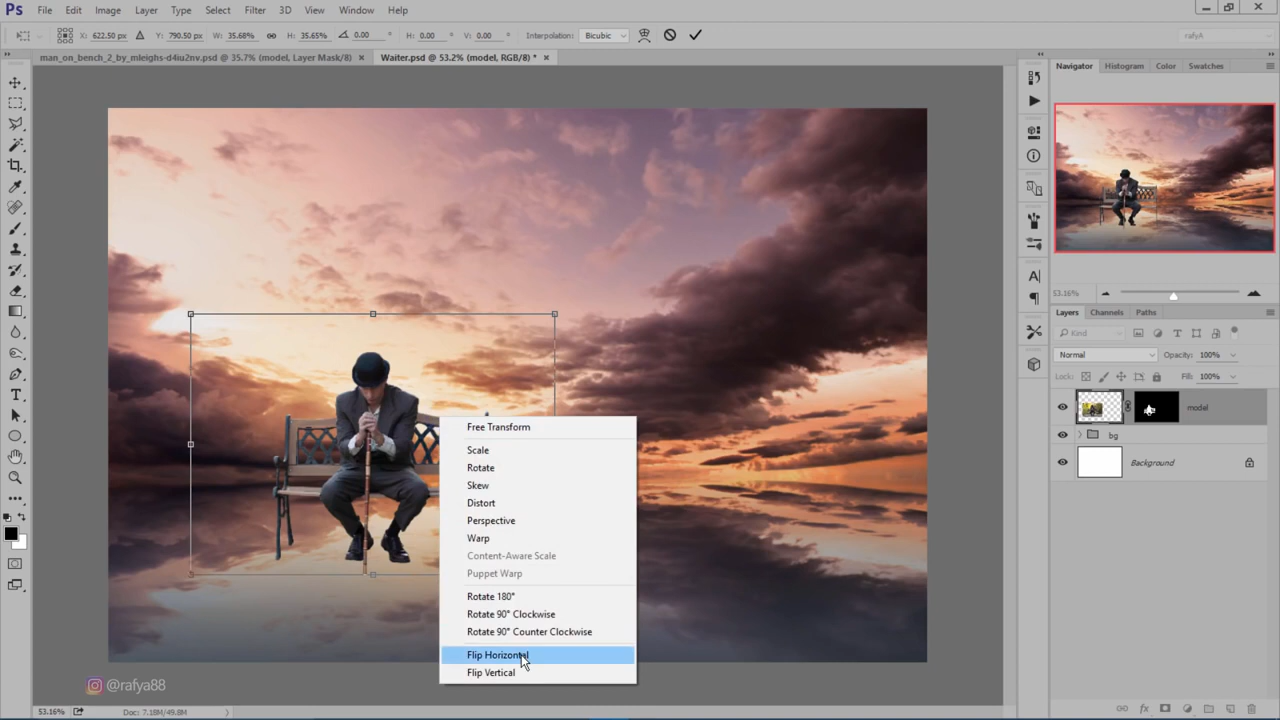 Ps File Edit Image Layer Type Select Filter 3D View Window Help
X: 622.50 px Y: 790.50 px W: 35.68% H: 35.65% 0.00 ° H: 0.00 ° V: 0.00 ° Interpolation: Bicubic rafyA
man_on_bench_2_by_mleighs-d4iu2nv.psd @ 35.7% (model, Layer Mask/8) × Waiter.psd @ 53.2% (model, RGB/8) * ×
Navigator Histogram Color Swatches
53.16%
Layers Channels Paths
Kind
Normal Opacity: 100%
Lock: Fill: 100%
model
bg
Background
Free Transform
Scale
Rotate
Skew
Distort
Perspective
Warp
Content-Aware Scale
Puppet Warp
Rotate 180°
Rotate 90° Clockwise
Rotate 90° Counter Clockwise
Flip Horizontal
Flip Vertical
@rafya88
53.16% Doc: 7.18M/49.8M
fx